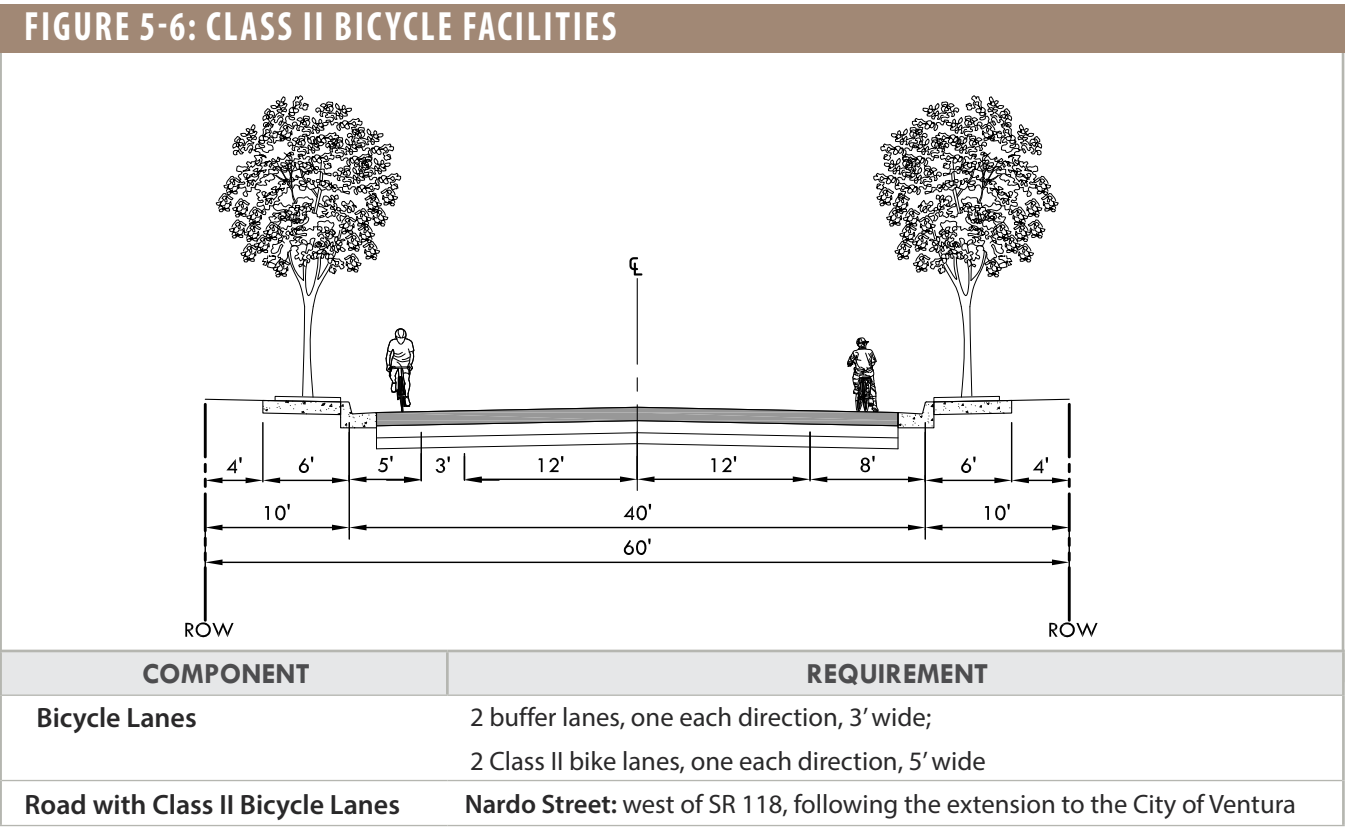 FIGURE 5-6: CLASS II BICYCLE FACILITIES
℄
4' 6' 5' 3' 12' 12' 8' 6' 4'
10' 40' 10'
60'
ROW ROW
COMPONENT REQUIREMENT
Bicycle Lanes 2 buffer lanes, one each direction, 3’ wide;
2 Class II bike lanes, one each direction, 5’ wide
Road with Class II Bicycle Lanes Nardo Street: west of SR 118, following the extension to the City of Ventura